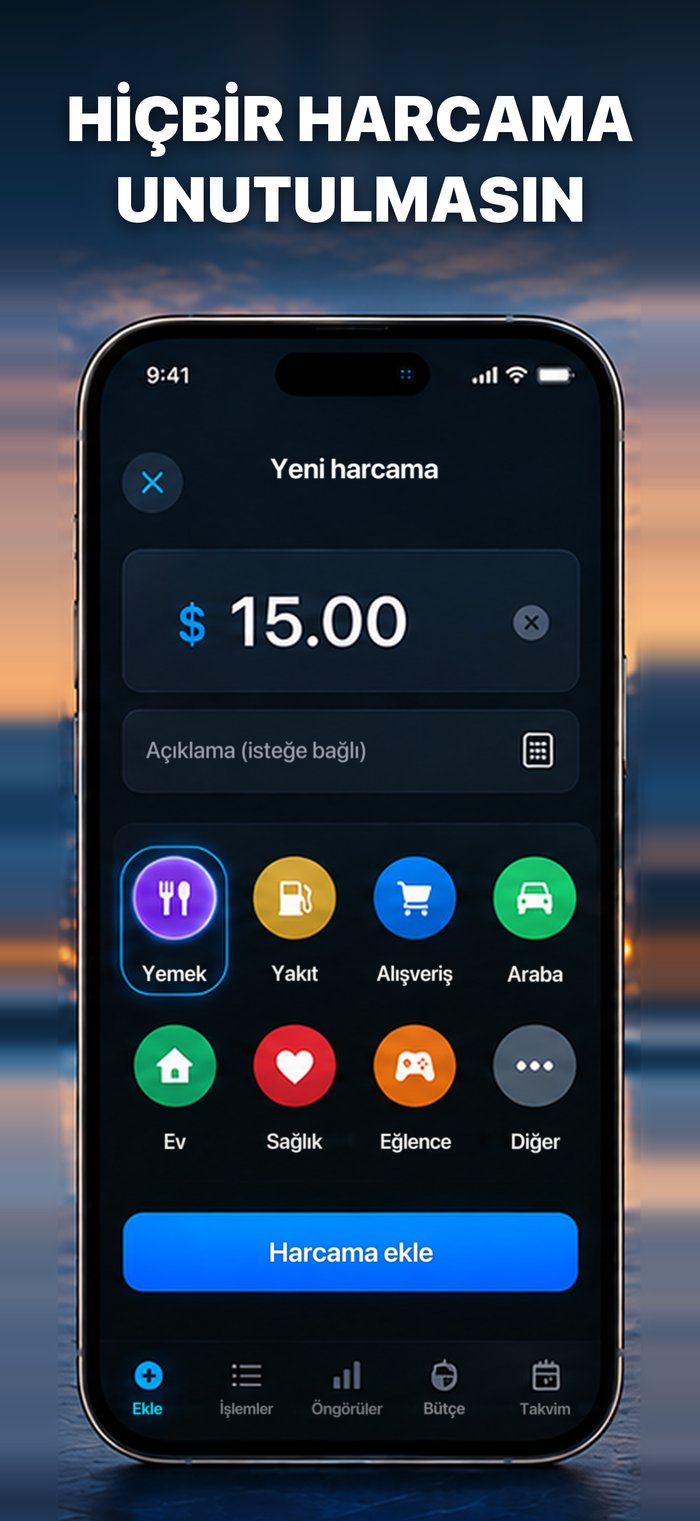 HİÇBİR HARCAMA
UNUTULMASIN
9:41
Yeni harcama
$ 15.00
Açıklama (isteğe bağlı)
Yemek Yakıt Alışveriş Araba
Ev Sağlık Eğlence Diğer
Harcama ekle
Ekle İşlemler Öngörüler Bütçe Takvim